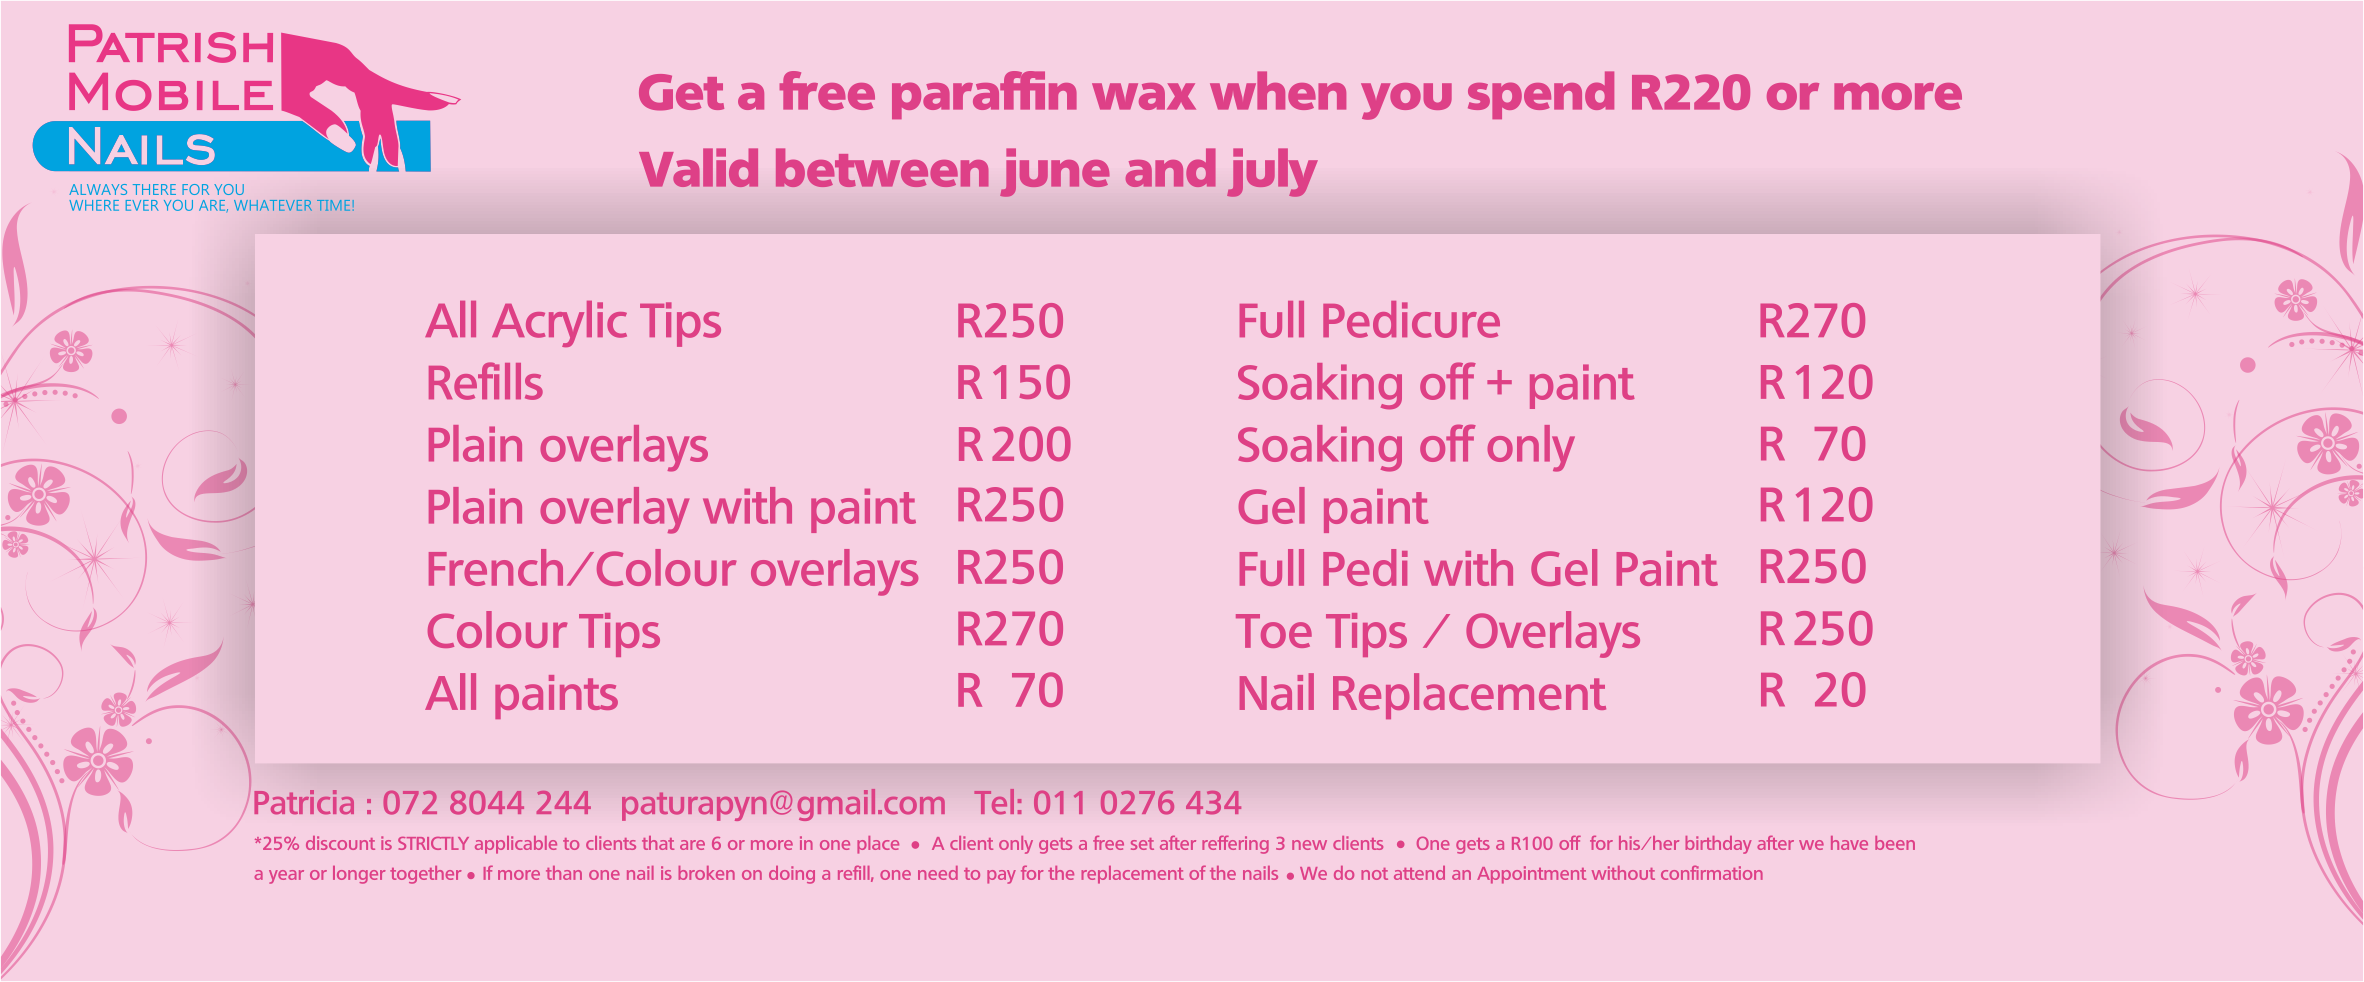 PATRISH
MOBILE
NAILS
ALWAYS THERE FOR YOU
WHERE EVER YOU ARE, WHATEVER TIME!
Get a free paraffin wax when you spend R220 or more
Valid between june and july
All Acrylic Tips R250
Refills R 150
Plain overlays R 200
Plain overlay with paint R250
French/Colour overlays R250
Colour Tips R270
All paints R 70
Full Pedicure R270
Soaking off + paint R 120
Soaking off only R 70
Gel paint R 120
Full Pedi with Gel Paint R250
Toe Tips / Overlays R 250
Nail Replacement R 20
Patricia : 072 8044 244 paturapyn@gmail.com Tel: 011 0276 434
*25% discount is STRICTLY applicable to clients that are 6 or more in one place • A client only gets a free set after reffering 3 new clients • One gets a R100 off for his/her birthday after we have been
a year or longer together • If more than one nail is broken on doing a refill, one need to pay for the replacement of the nails • We do not attend an Appointment without confirmation